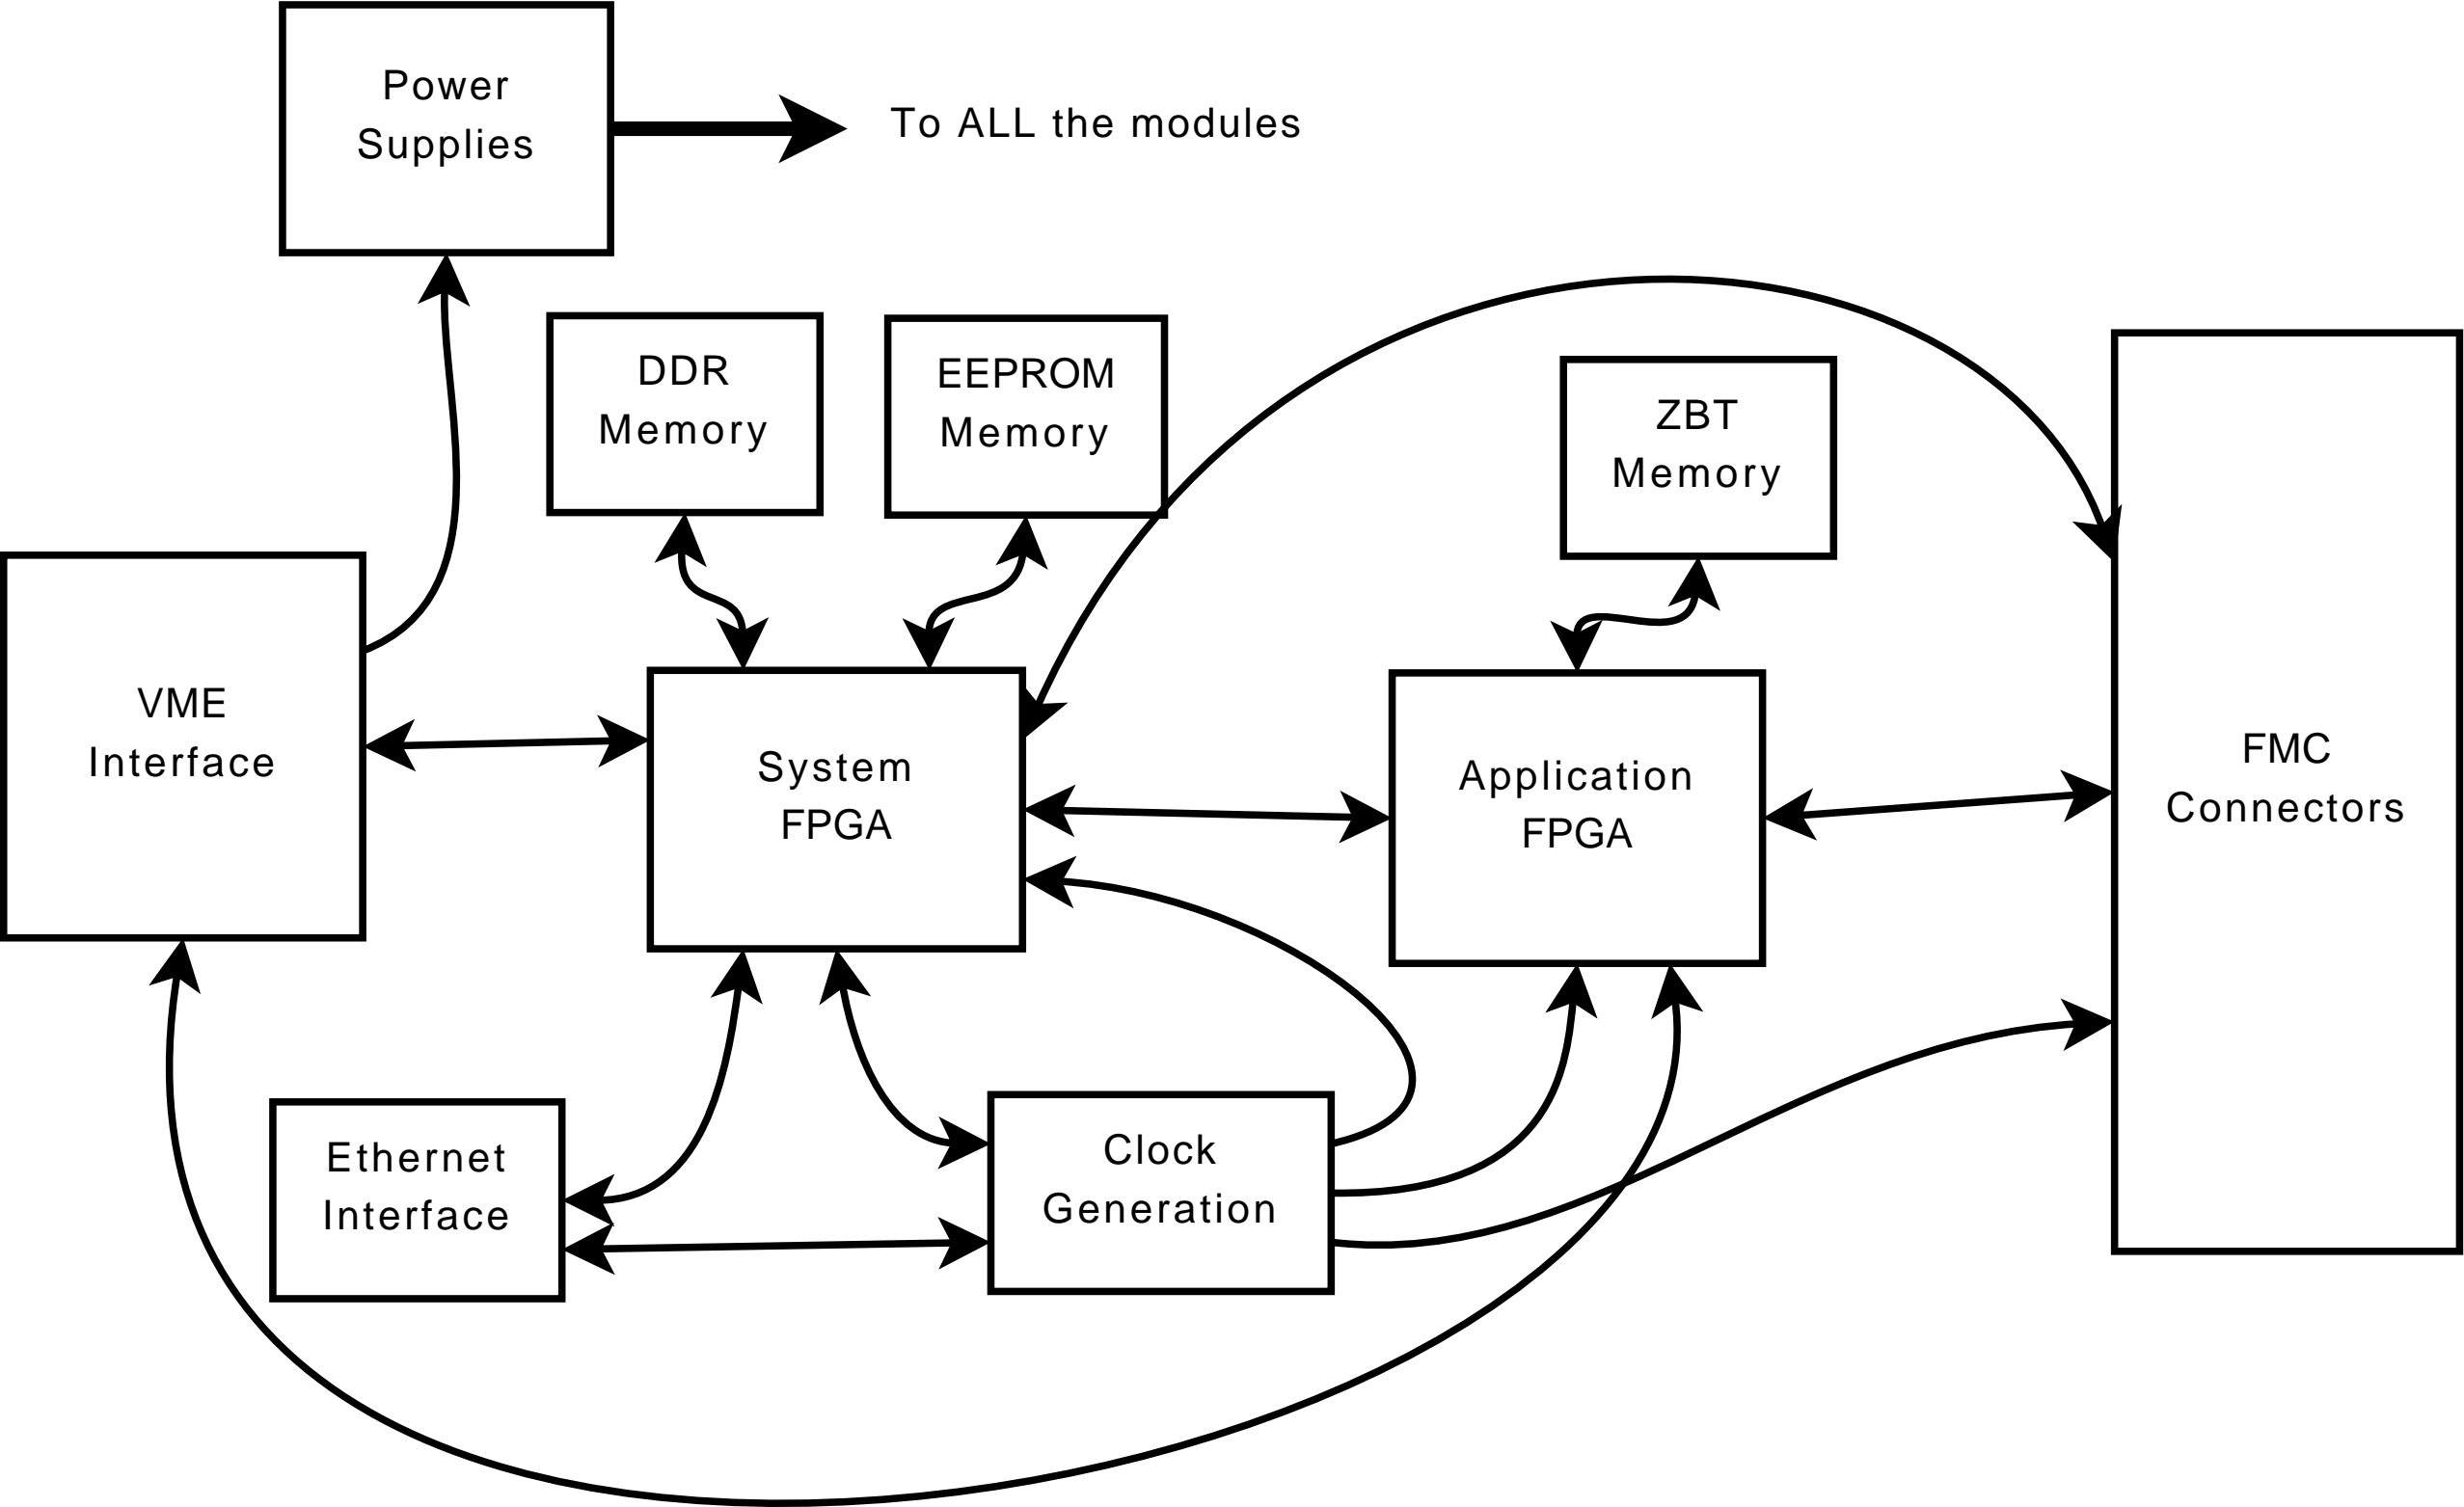 Power
Supplies
To ALL the modules
DDR
Memory
EEPROM
Memory
ZBT
Memory
VME
Interface
System
FPGA
Application
FPGA
FMC
Connectors
Ethernet
Interface
Clock
Generation